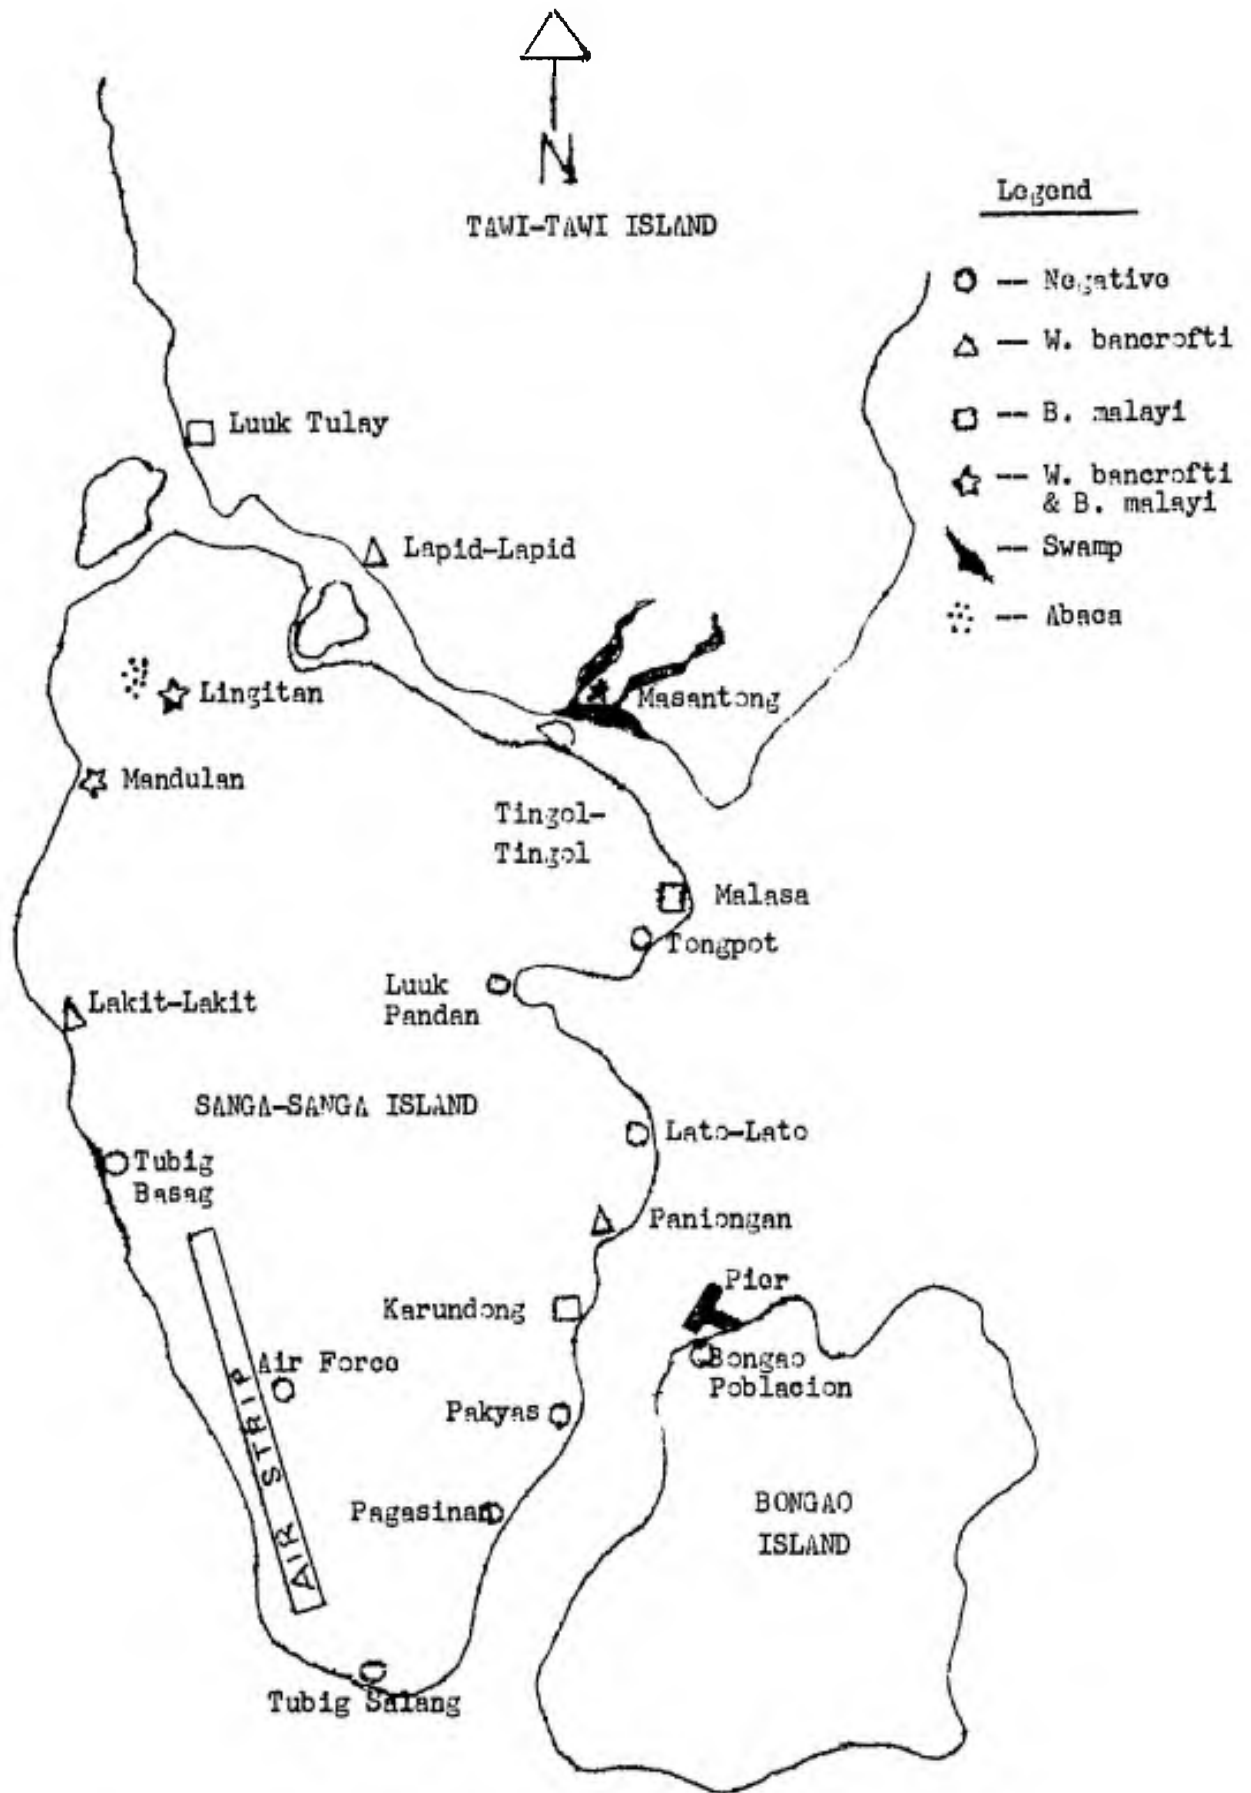 N
TAWI-TAWI ISLAND
Legend
-- Negative
-- W. bancrofti
-- B. malayi
-- W. bancrofti
& B. malayi
-- Swamp
-- Abaca
Luuk Tulay
Lapid-Lapid
Lingitan
Masantong
Mandulan
Tingol-
Tingol
Malasa
Tongpot
Luuk
Pandan
Lakit-Lakit
SANGA-SANGA ISLAND
Lato-Lato
Tubig
Basag
Paniongan
Pier
Karundong
Bongao
Poblacion
Air Force
AIR STRIP
Pakyas
Pagasinan
BONGAO
ISLAND
Tubig Salang